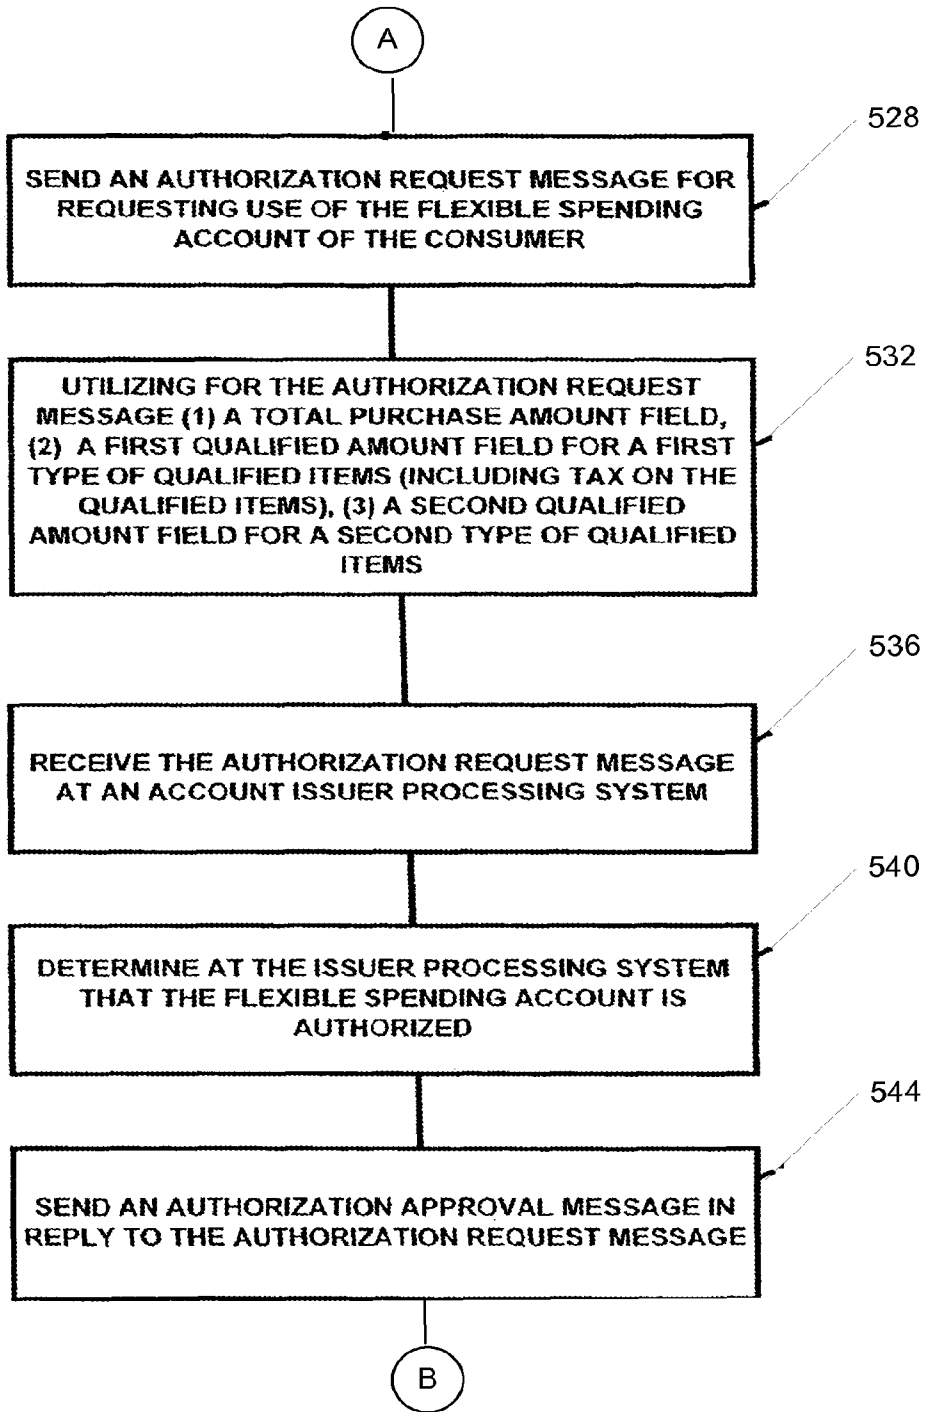 A
528
SEND AN AUTHORIZATION REQUEST MESSAGE FOR
REQUESTING USE OF THE FLEXIBLE SPENDING
ACCOUNT OF THE CONSUMER
532
UTILIZING FOR THE AUTHORIZATION REQUEST
MESSAGE (1) A TOTAL PURCHASE AMOUNT FIELD,
(2) A FIRST QUALIFIED AMOUNT FIELD FOR A FIRST
TYPE OF QUALIFIED ITEMS (INCLUDING TAX ON THE
QUALIFIED ITEMS), (3) A SECOND QUALIFIED
AMOUNT FIELD FOR A SECOND TYPE OF QUALIFIED
ITEMS
536
RECEIVE THE AUTHORIZATION REQUEST MESSAGE
AT AN ACCOUNT ISSUER PROCESSING SYSTEM
540
DETERMINE AT THE ISSUER PROCESSING SYSTEM
THAT THE FLEXIBLE SPENDING ACCOUNT IS
AUTHORIZED
544
SEND AN AUTHORIZATION APPROVAL MESSAGE IN
REPLY TO THE AUTHORIZATION REQUEST MESSAGE
B